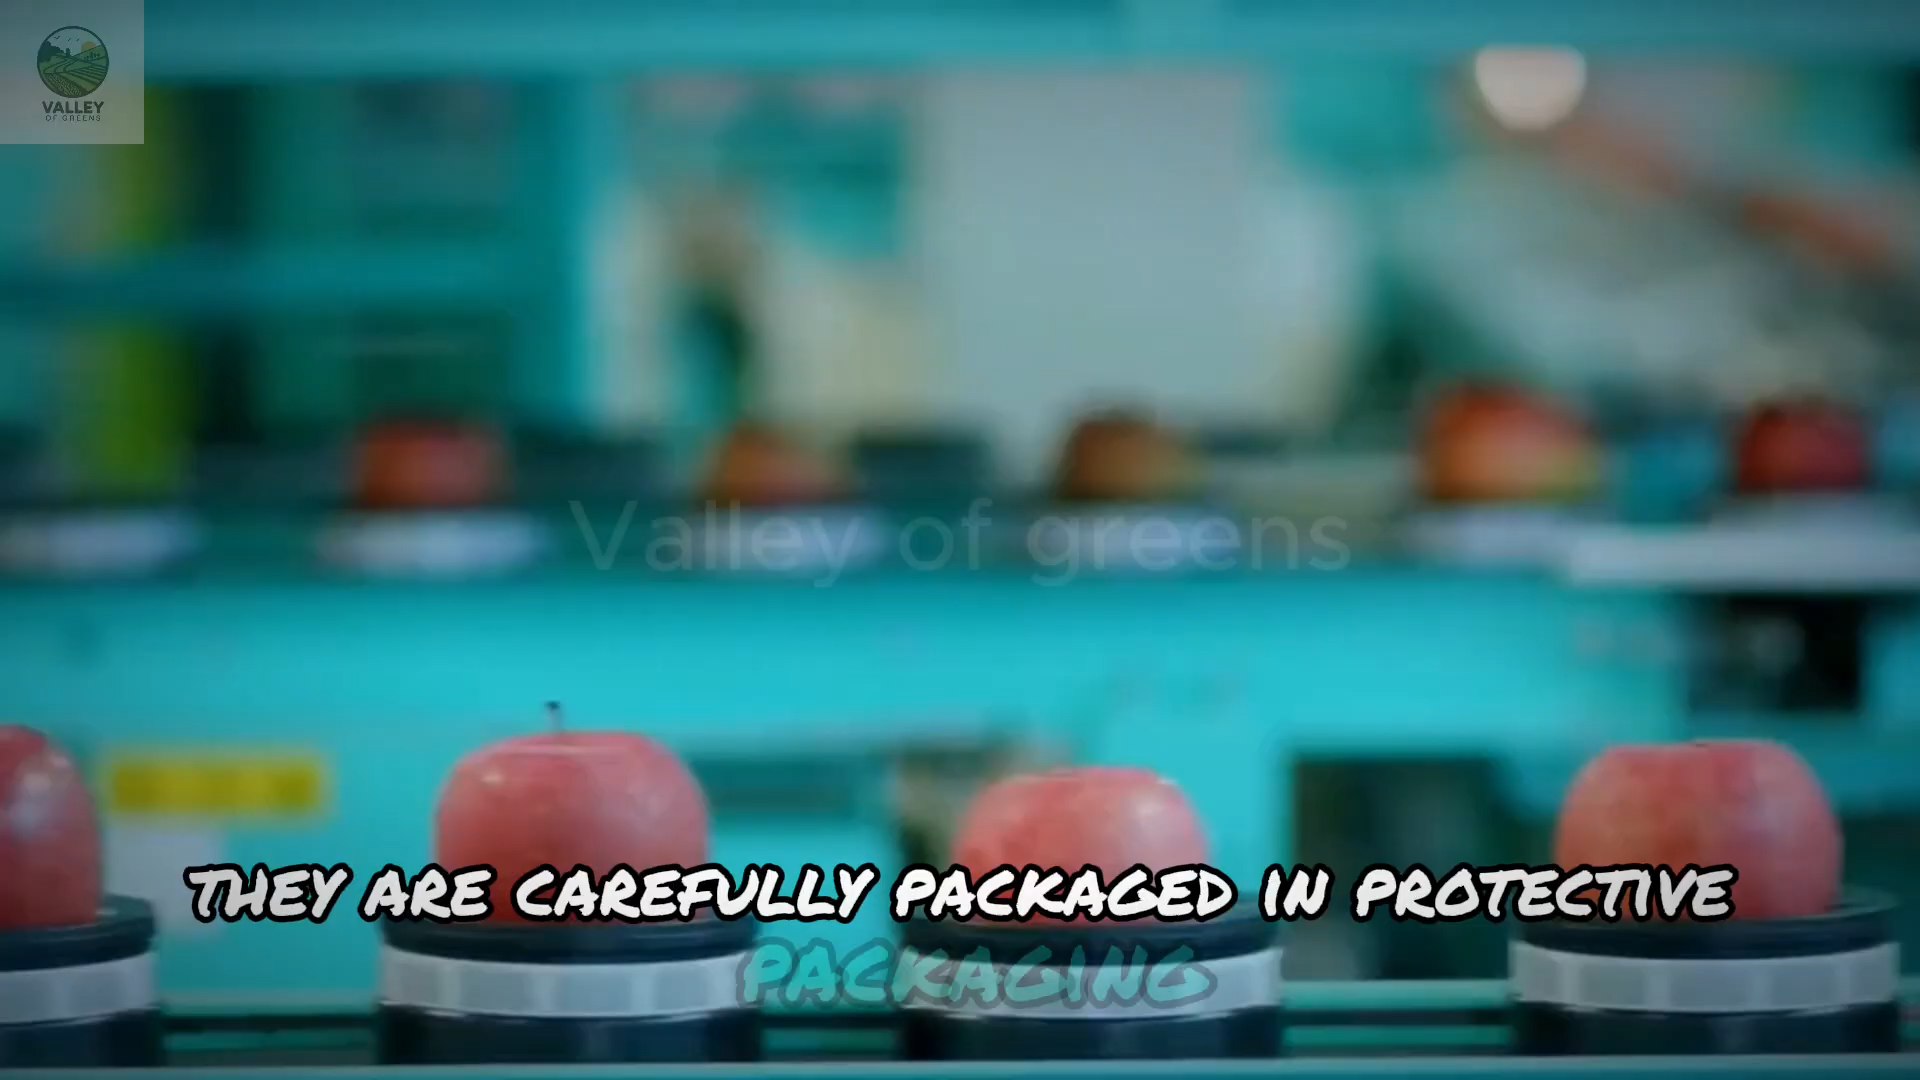 VALLEY
OF GREENS
Valley of greens
THEY ARE CAREFULLY PACKAGED IN PROTECTIVE
PACKAGING